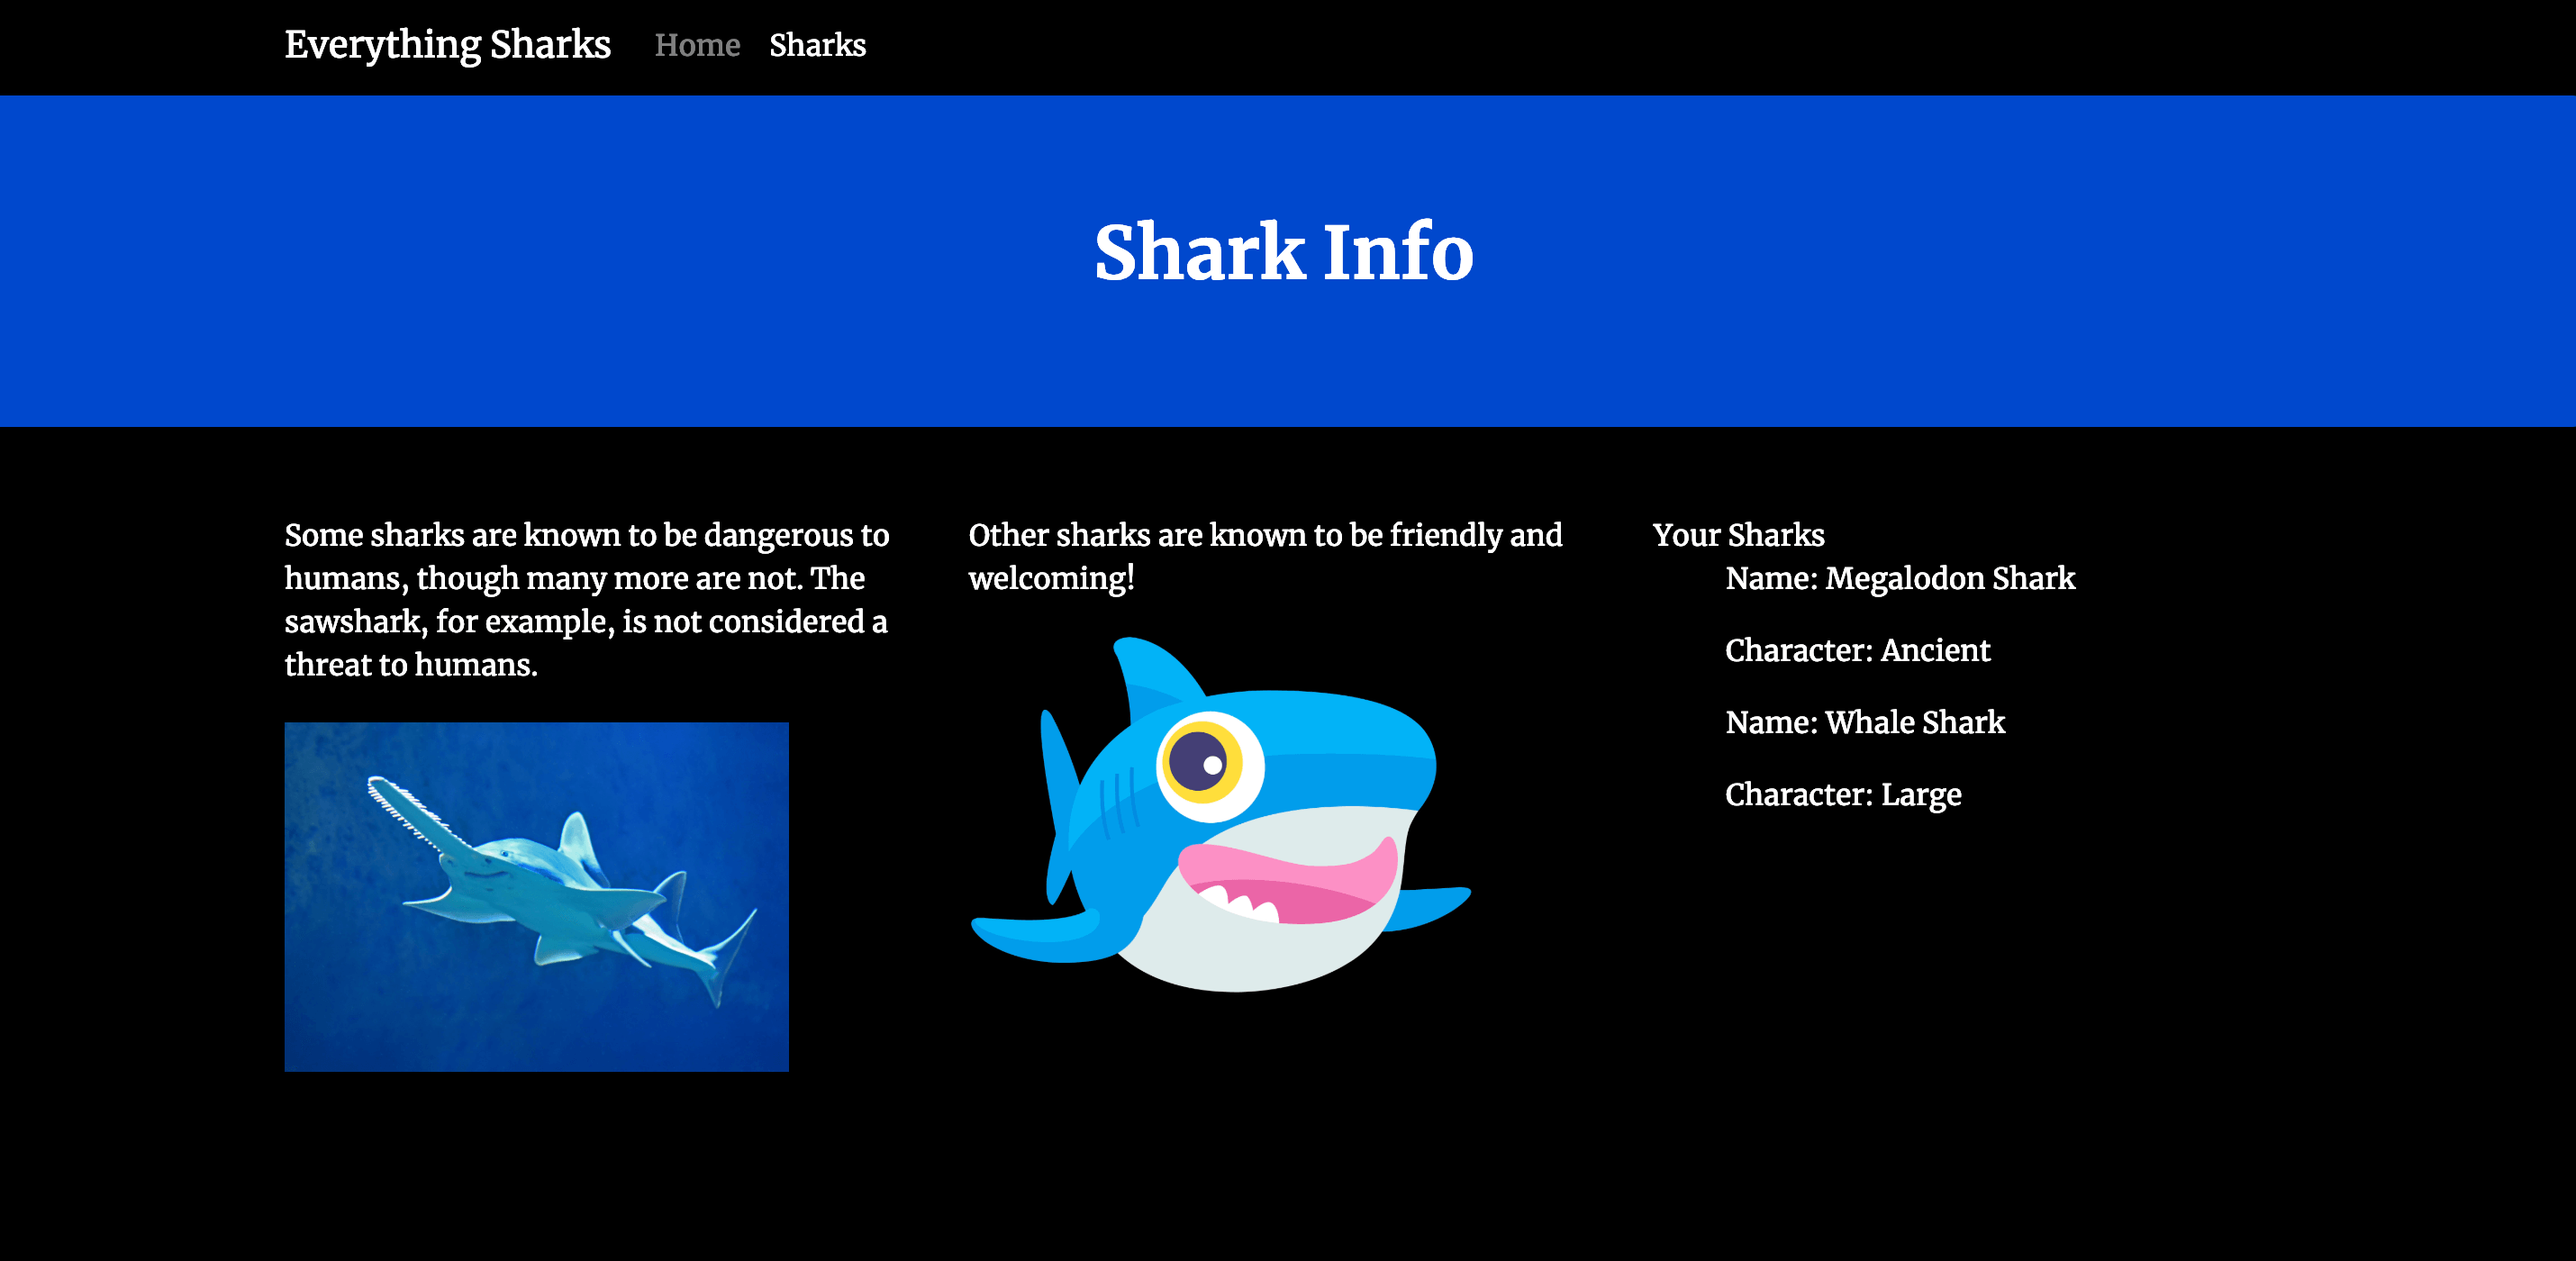 Everything Sharks Home Sharks
Shark Info
Some sharks are known to be dangerous to
humans, though many more are not. The
sawshark, for example, is not considered a
threat to humans.
Other sharks are known to be friendly and
welcoming!
Your Sharks
Name: Megalodon Shark
Character: Ancient
Name: Whale Shark
Character: Large